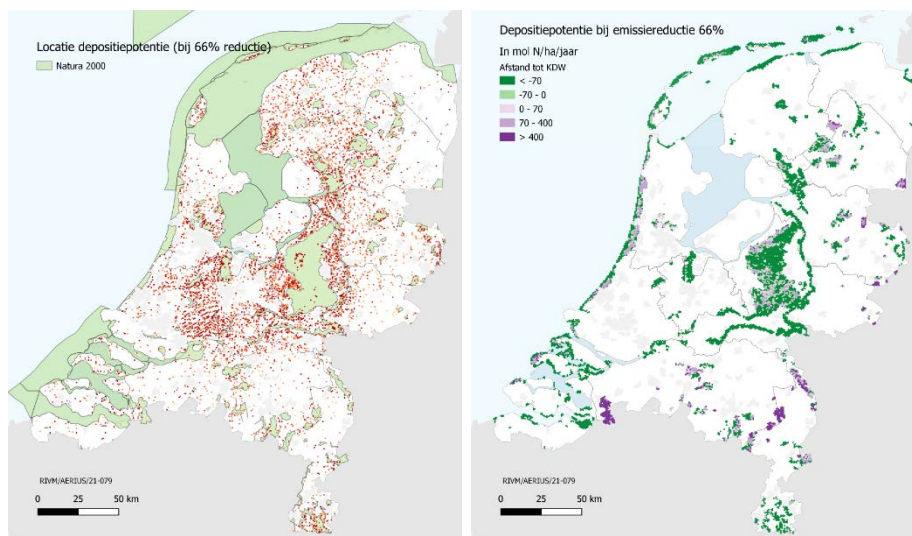 Locatie depositiepotentie (bij 66% reductie)
Natura 2000
RIVM/AERIUS/21-079
0 25 50 km
Depositiepotentie bij emissiereductie 66%
In mol N/ha/jaar
Afstand tot KDW
< -70
-70 - 0
0 - 70
70 - 400
> 400
RIVM/AERIUS/21-079
0 25 50 km